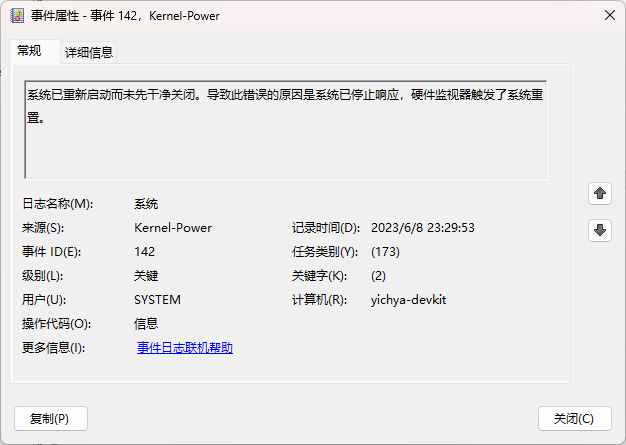 事件属性 - 事件 142，Kernel-Power
常规 详细信息
系统已重新启动而未先干净关闭。导致此错误的原因是系统已停止响应，硬件监视器触发了系统重
置。
日志名称(M): 系统
来源(S): Kernel-Power 记录时间(D): 2023/6/8 23:29:53
事件 ID(E): 142 任务类别(Y): (173)
级别(L): 关键 关键字(K): (2)
用户(U): SYSTEM 计算机(R): yichya-devkit
操作代码(O): 信息
更多信息(I): 事件日志联机帮助
复制(P) 关闭(C)